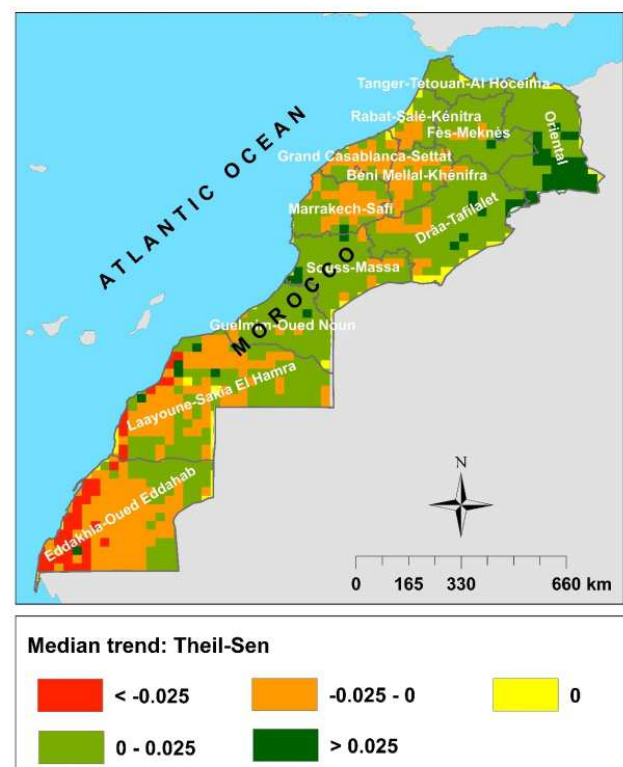 Tanger-Tetouan-Al Hoceima
Rabat-Salé-Kénitra
Fès-Meknès
Oriental
Grand Casablanca-Settat
Béni Mellal-Khénifra
Marrakech-Safi
Drâa-Tafilalet
Souss-Massa
Guelmim-Oued Noun
Laayoune-Sakia El Hamra
Eddakhla-Oued Eddahab
ATLANTIC OCEAN
MOROCCO
N
0 165 330 660 km
Median trend: Theil-Sen
< -0.025
-0.025 - 0
0
0 - 0.025
> 0.025